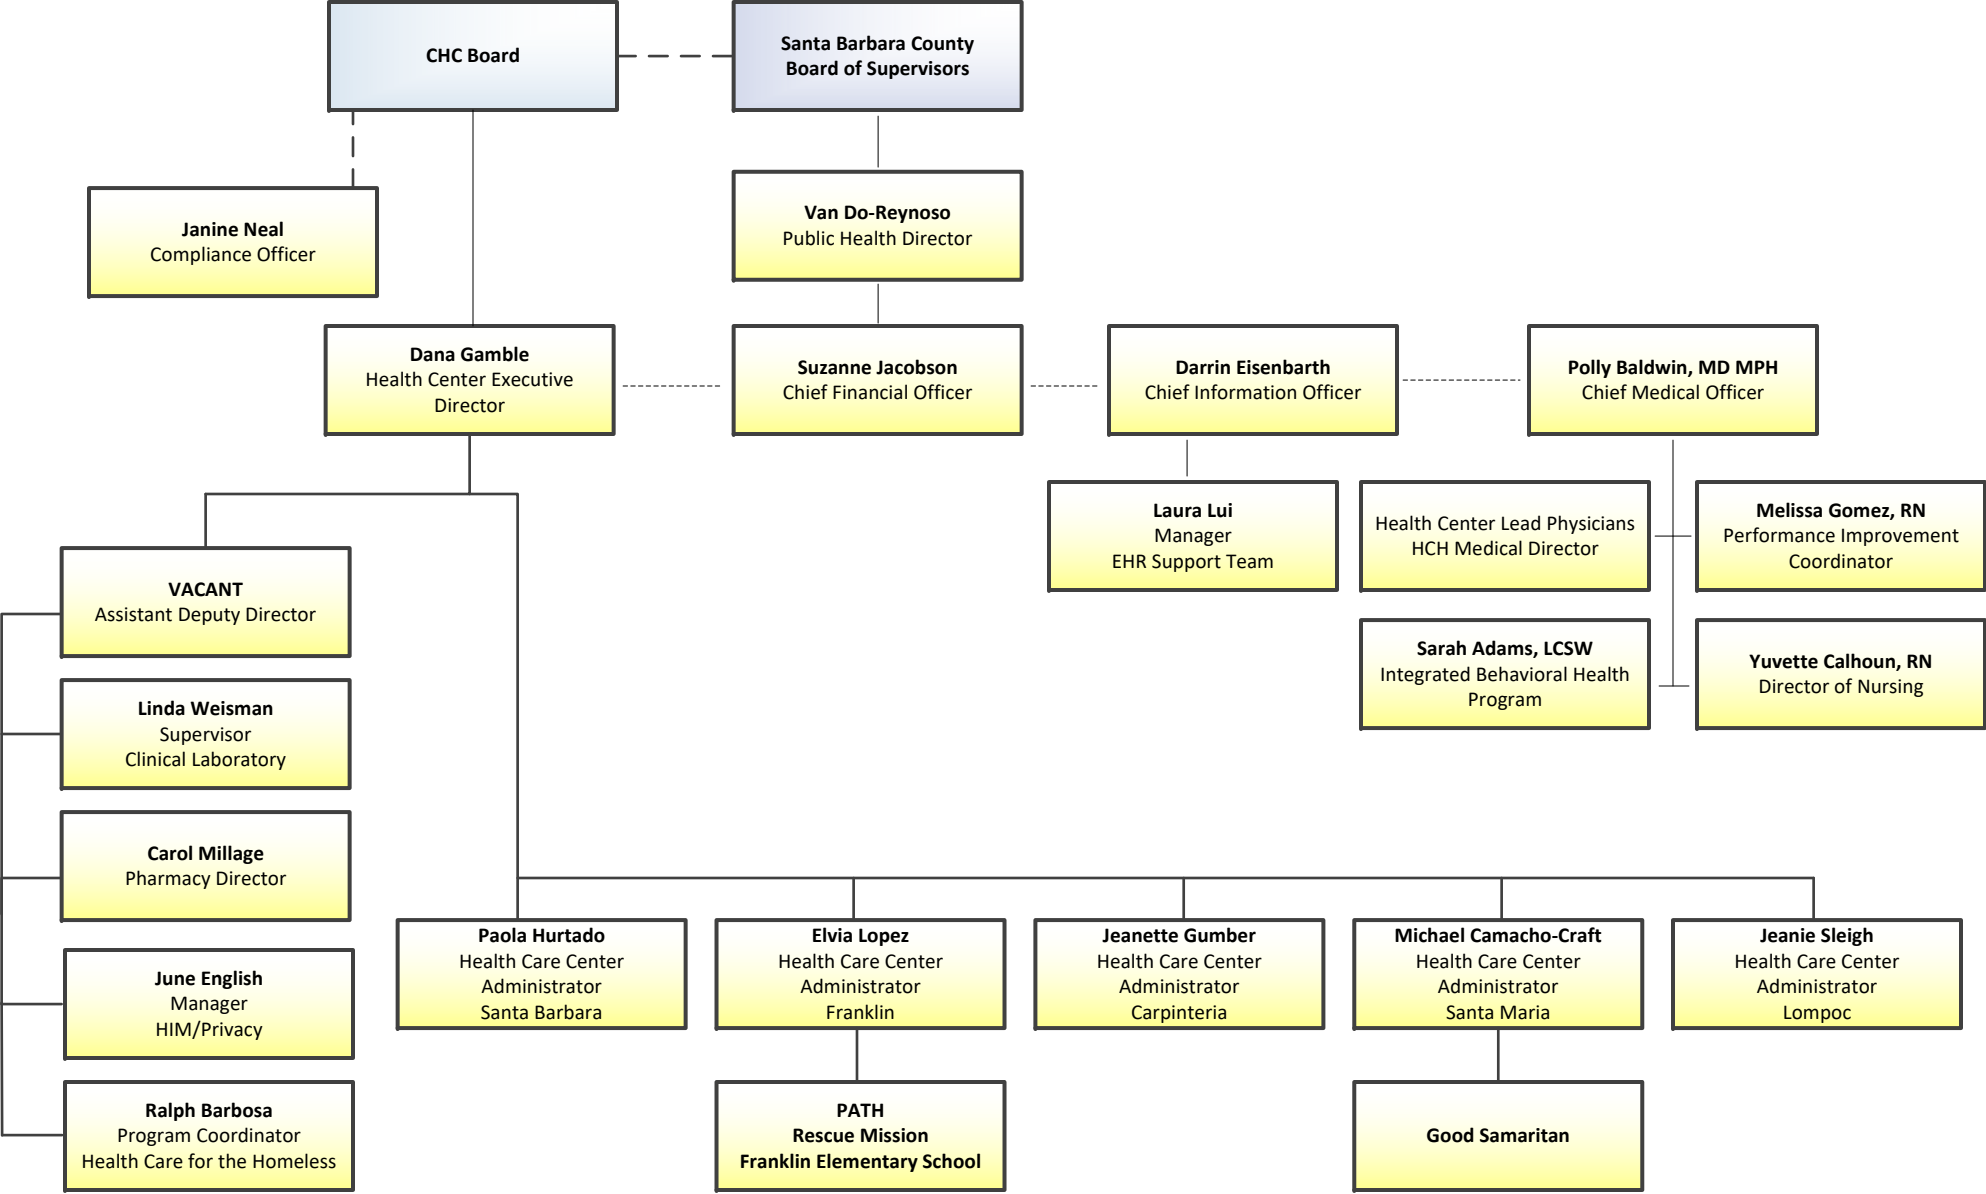 CHC Board
Santa Barbara County
Board of Supervisors
Janine Neal
Compliance Officer
Van Do-Reynoso
Public Health Director
Dana Gamble
Health Center Executive
Director
Suzanne Jacobson
Chief Financial Officer
Darrin Eisenbarth
Chief Information Officer
Polly Baldwin, MD MPH
Chief Medical Officer
Laura Lui
Manager
EHR Support Team
Health Center Lead Physicians
HCH Medical Director
Melissa Gomez, RN
Performance Improvement
Coordinator
Sarah Adams, LCSW
Integrated Behavioral Health
Program
Yuvette Calhoun, RN
Director of Nursing
VACANT
Assistant Deputy Director
Linda Weisman
Supervisor
Clinical Laboratory
Carol Millage
Pharmacy Director
June English
Manager
HIM/Privacy
Ralph Barbosa
Program Coordinator
Health Care for the Homeless
Paola Hurtado
Health Care Center
Administrator
Santa Barbara
Elvia Lopez
Health Care Center
Administrator
Franklin
Jeanette Gumber
Health Care Center
Administrator
Carpinteria
Michael Camacho-Craft
Health Care Center
Administrator
Santa Maria
Jeanie Sleigh
Health Care Center
Administrator
Lompoc
PATH
Rescue Mission
Franklin Elementary School
Good Samaritan